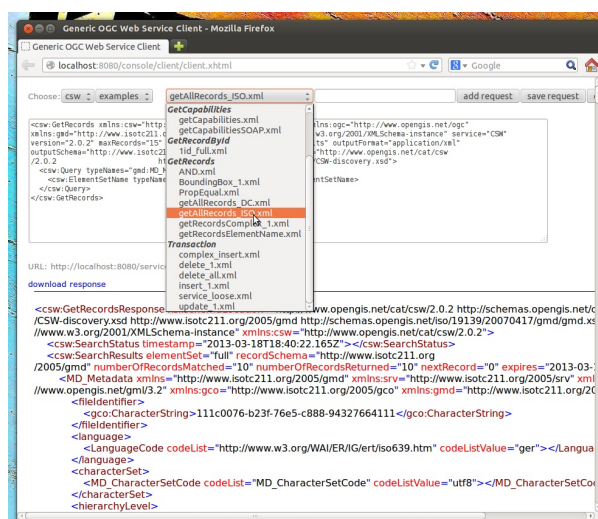 Generic OGC Web Service Client - Mozilla Firefox
Generic OGC Web Service Client
localhost:8080/console/client/client.xhtml
Google
Choose: csw examples getAllRecords_ISO.xml add request save request
<csw:GetRecords xmlns:csw="http://www.opengis.net/ogc"
xmlns:gmd="http://www.isotc211.o w3.org/2001/XMLSchema-instance" service="CSW"
version="2.0.2" maxRecords="15" ts" outputFormat="application/xml"
outputSchema="http://www.isotc21 www.opengis.net/cat/csw
/2.0.2 /CSW-discovery.xsd">
<csw:Query typeNames="gmd:MD_M
<csw:ElementSetName typeNam entSetName>
</csw:Query>
</csw:GetRecords>
GetCapabilities
getCapabilities.xml
getCapabilitiesSOAP.xml
GetRecordById
1id_full.xml
GetRecords
AND.xml
BoundingBox_1.xml
PropEqual.xml
getAllRecords_DC.xml
getAllRecords_ISO.xml
getRecordsComplex_1.xml
getRecordsElementName.xml
Transaction
complex_insert.xml
delete_1.xml
delete_all.xml
insert_1.xml
service_loose.xml
update_1.xml
URL: http://localhost:8080/service
download response
<csw:GetRecordsResponse www.opengis.net/cat/csw/2.0.2 http://schemas.opengis.net/c
/CSW-discovery.xsd http://www.isotc211.org/2005/gmd http://schemas.opengis.net/iso/19139/20070417/gmd/gmd.xs
//www.w3.org/2001/XMLSchema-instance" xmlns:csw="http://www.opengis.net/cat/csw/2.0.2">
<csw:SearchStatus timestamp="2013-03-18T18:40:22.165Z"></csw:SearchStatus>
<csw:SearchResults elementSet="full" recordSchema="http://www.isotc211.org
/2005/gmd" numberOfRecordsMatched="10" numberOfRecordsReturned="10" nextRecord="0" expires="2013-03-
<MD_Metadata xmlns="http://www.isotc211.org/2005/gmd" xmlns:srv="http://www.isotc211.org/2005/srv" xml
//www.opengis.net/gml/3.2" xmlns:gco="http://www.isotc211.org/2005/gco" xmlns:gmd="http://www.isotc211.org/20
<fileIdentifier>
<gco:CharacterString>111c0076-b23f-76e5-c888-94327664111</gco:CharacterString>
</fileIdentifier>
<language>
<LanguageCode codeList="http://www.w3.org/WAI/ER/IG/ert/iso639.htm" codeListValue="ger"></Langua
</language>
<characterSet>
<MD_CharacterSetCode codeList="MD_CharacterSetCode" codeListValue="utf8"></MD_CharacterSetCo
</characterSet>
<hierarchyLevel>